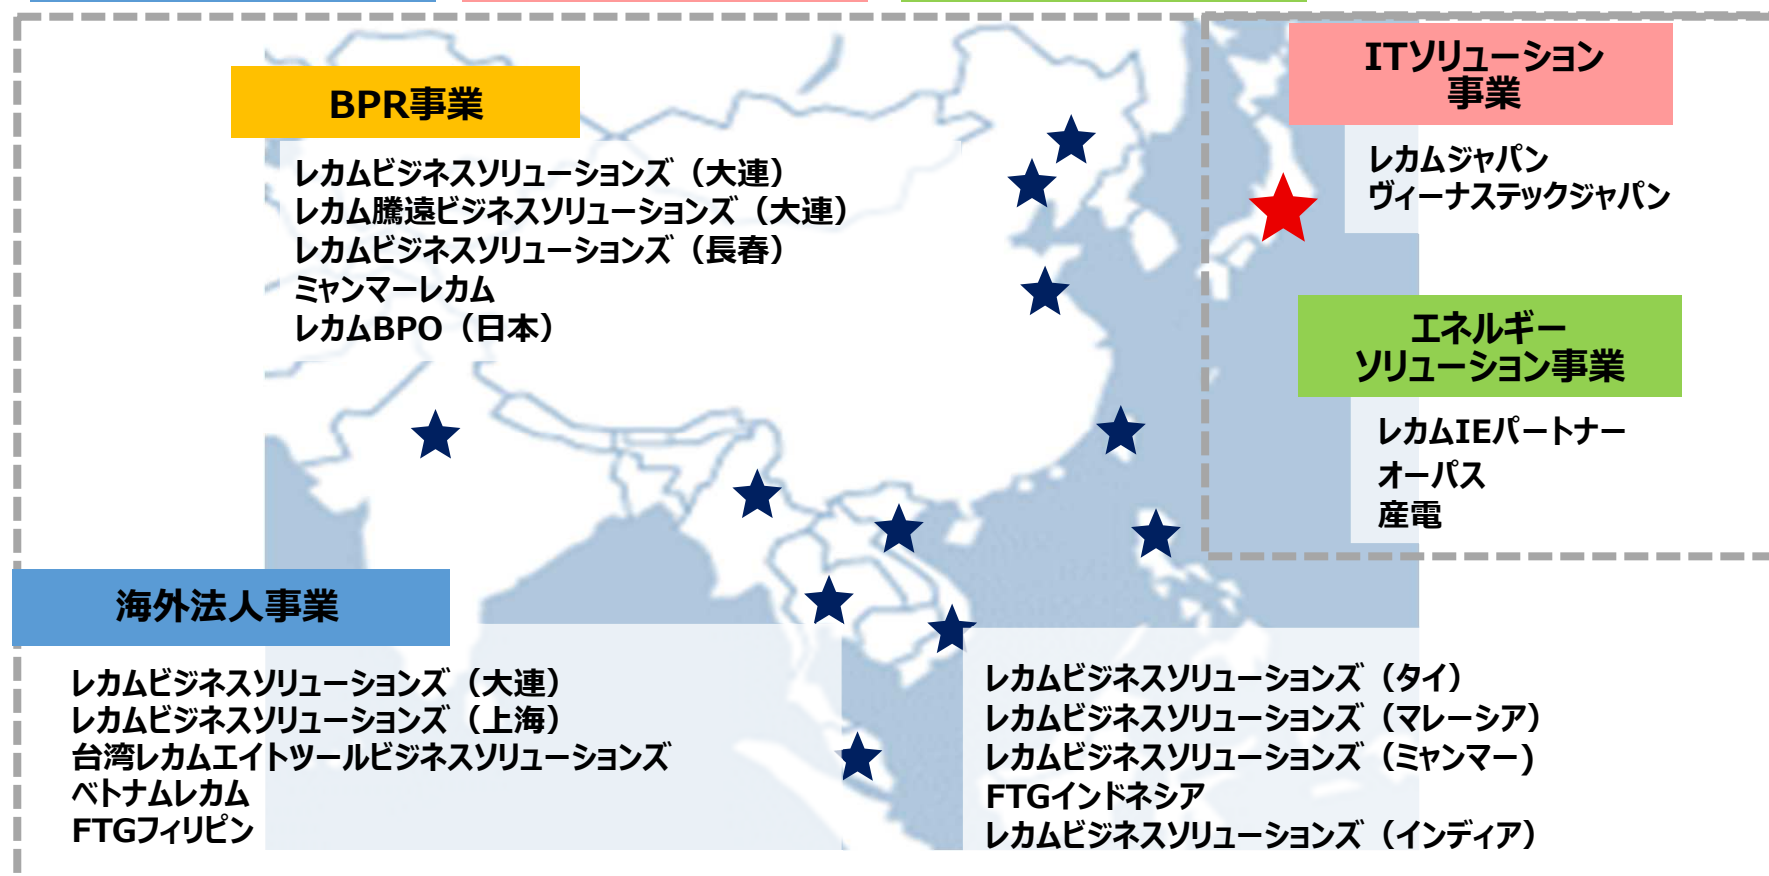 BPR事業
レカムビジネスソリューションズ（大連）
レカム騰遠ビジネスソリューションズ（大連）
レカムビジネスソリューションズ（長春）
ミャンマーレカム
レカムBPO（日本）
ITソリューション
事業
レカムジャパン
ヴィーナステックジャパン
エネルギー
ソリューション事業
レカムIEパートナー
オーパス
産電
海外法人事業
レカムビジネスソリューションズ（大連）
レカムビジネスソリューションズ（上海）
台湾レカムエイトツールビジネスソリューションズ
ベトナムレカム
FTGフィリピン
レカムビジネスソリューションズ（タイ）
レカムビジネスソリューションズ（マレーシア）
レカムビジネスソリューションズ（ミャンマー)
FTGインドネシア
レカムビジネスソリューションズ（インディア）